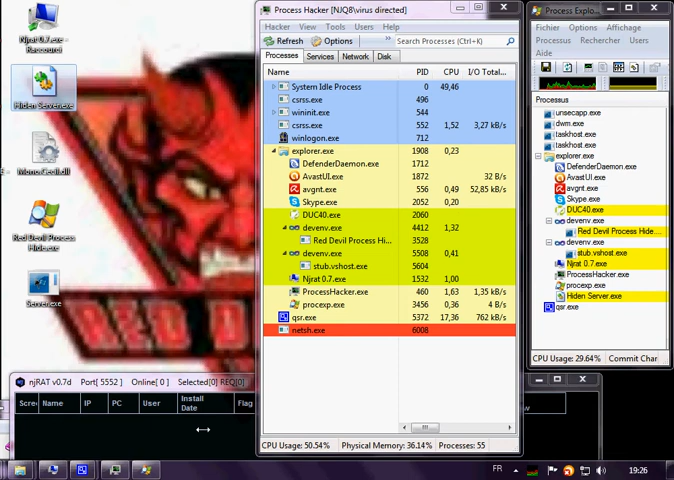 Njrat 0.7.exe -
Raccourci
Hiden Server.exe
Mono.Cecil.dll
Red Devil Process
Hide.exe
Server.exe
RED D
Process Hacker [NJQ8\virus directed]
Hacker View Tools Users Help
Refresh Options » Search Processes (Ctrl+K)
Processes Services Network Disk
Name PID CPU I/O Total...
System Idle Process 0 49,46
csrss.exe 496
wininit.exe 544
csrss.exe 552 1,52 3,27 kB/s
winlogon.exe 712
explorer.exe 1908 0,23
DefenderDaemon.exe 1712
AvastUI.exe 1872 32 B/s
avgnt.exe 556 0,49 52,85 kB/s
Skype.exe 2052 0,20
DUC40.exe 2060
devenv.exe 4412 1,32
Red Devil Process Hi... 3528
devenv.exe 5508 0,41
stub.vshost.exe 5604
Njrat 0.7.exe 1532 1,00
ProcessHacker.exe 460 1,63 1,35 kB/s
procexp.exe 3456 0,36 4 B/s
qsr.exe 5372 17,36 762 kB/s
netsh.exe 6008
CPU Usage: 50.54% Physical Memory: 36.14% Processes: 55
Process Explo...
Fichier Options Affichage
Processus Rechercher Users
Aide
Processus
unsecapp.exe
dwm.exe
taskhost.exe
taskhost.exe
explorer.exe
DefenderDaemon.exe
AvastUI.exe
avgnt.exe
Skype.exe
DUC40.exe
devenv.exe
Red Devil Process Hide....
devenv.exe
stub.vshost.exe
Njrat 0.7.exe
ProcessHacker.exe
procexp.exe
Hiden Server.exe
qsr.exe
CPU Usage: 29.64% Commit Char
njRAT v0.7d Port[ 5552 ] Online[ 0 ] Selected[0] REQ[0]
Scree Name IP PC User Install
Date Flag
w
FR 19:26